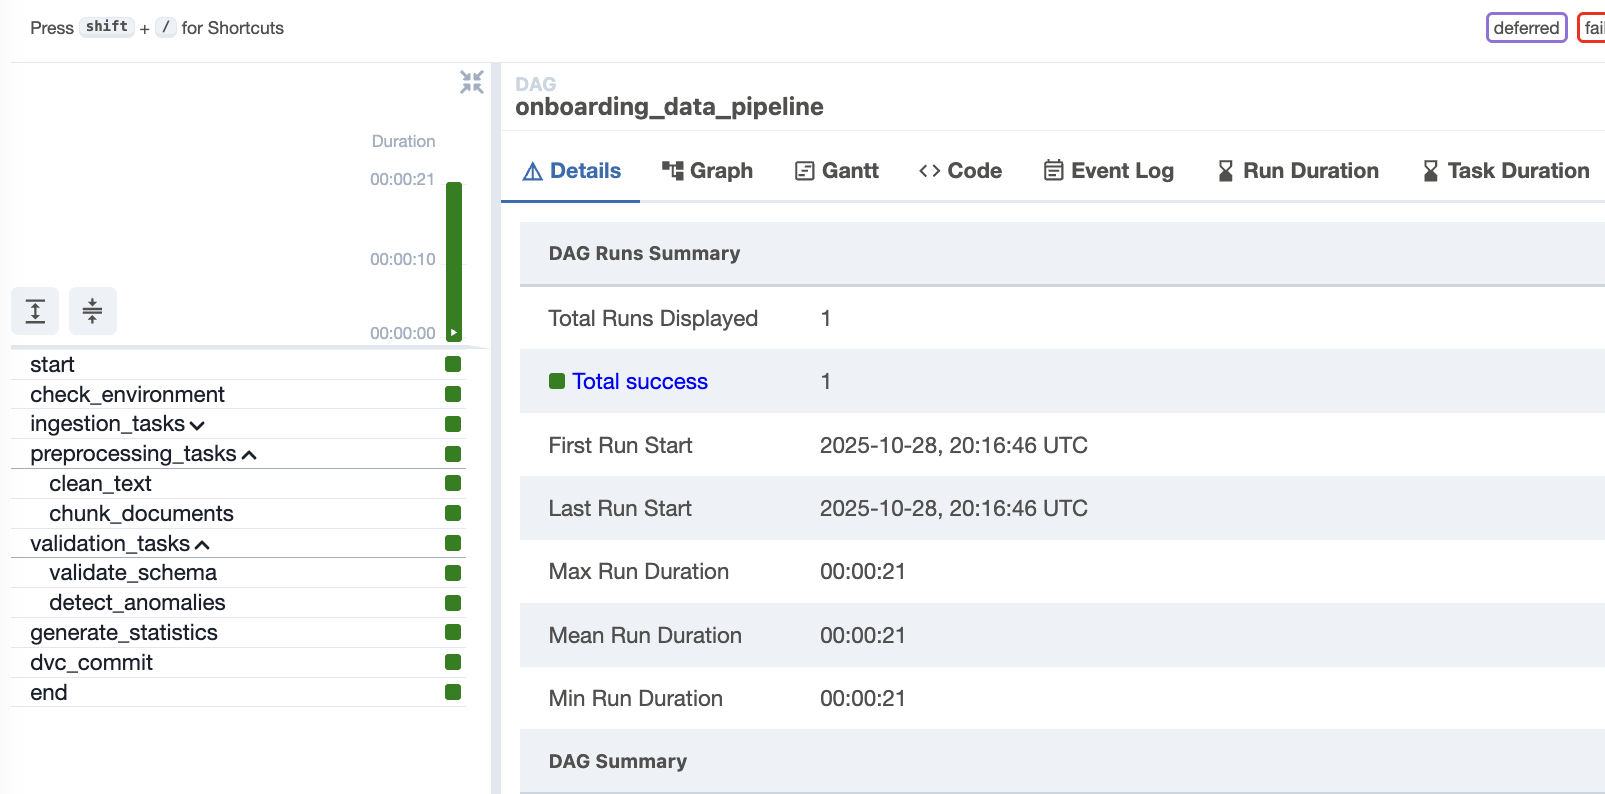 Press shift + / for Shortcuts
deferred
fai
Duration
00:00:21
00:00:10
00:00:00
start
check_environment
ingestion_tasks
preprocessing_tasks
clean_text
chunk_documents
validation_tasks
validate_schema
detect_anomalies
generate_statistics
dvc_commit
end
DAG
onboarding_data_pipeline
Details Graph Gantt Code Event Log Run Duration Task Duration
DAG Runs Summary
Total Runs Displayed 1
Total success 1
First Run Start 2025-10-28, 20:16:46 UTC
Last Run Start 2025-10-28, 20:16:46 UTC
Max Run Duration 00:00:21
Mean Run Duration 00:00:21
Min Run Duration 00:00:21
DAG Summary